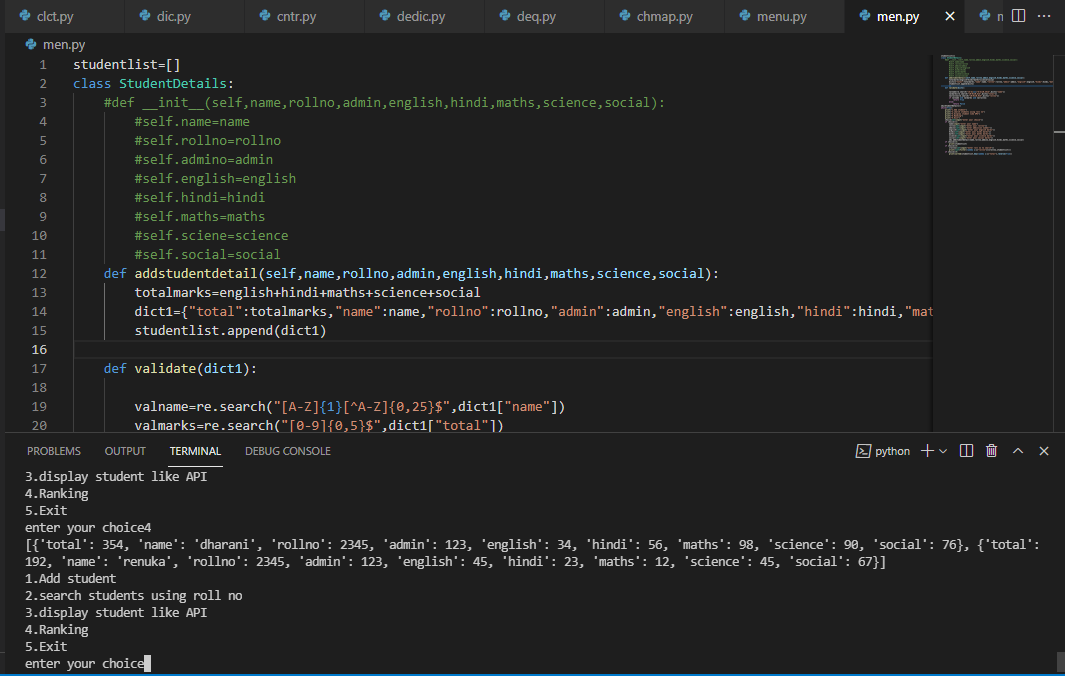 clct.py dic.py cntr.py dedic.py deq.py chmap.py menu.py men.py
men.py
1 studentlist=[]
2 class StudentDetails:
3 #def __init__(self,name,rollno,admin,english,hindi,maths,science,social):
4 #self.name=name
5 #self.rollno=rollno
6 #self.admino=admin
7 #self.english=english
8 #self.hindi=hindi
9 #self.maths=maths
10 #self.sciene=science
11 #self.social=social
12 def addstudentdetail(self,name,rollno,admin,english,hindi,maths,science,social):
13 totalmarks=english+hindi+maths+science+social
14 dict1={"total":totalmarks,"name":name,"rollno":rollno,"admin":admin,"english":english,"hindi":hindi,"mat
15 studentlist.append(dict1)
16
17 def validate(dict1):
18
19 valname=re.search("[A-Z]{1}[^A-Z]{0,25}$",dict1["name"])
20 valmarks=re.search("[0-9]{0,5}$",dict1["total"])
PROBLEMS OUTPUT TERMINAL DEBUG CONSOLE python
3.display student like API
4.Ranking
5.Exit
enter your choice4
[{'total': 354, 'name': 'dharani', 'rollno': 2345, 'admin': 123, 'english': 34, 'hindi': 56, 'maths': 98, 'science': 90, 'social': 76}, {'total':
192, 'name': 'renuka', 'rollno': 2345, 'admin': 123, 'english': 45, 'hindi': 23, 'maths': 12, 'science': 45, 'social': 67}]
1.Add student
2.search students using roll no
3.display student like API
4.Ranking
5.Exit
enter your choice